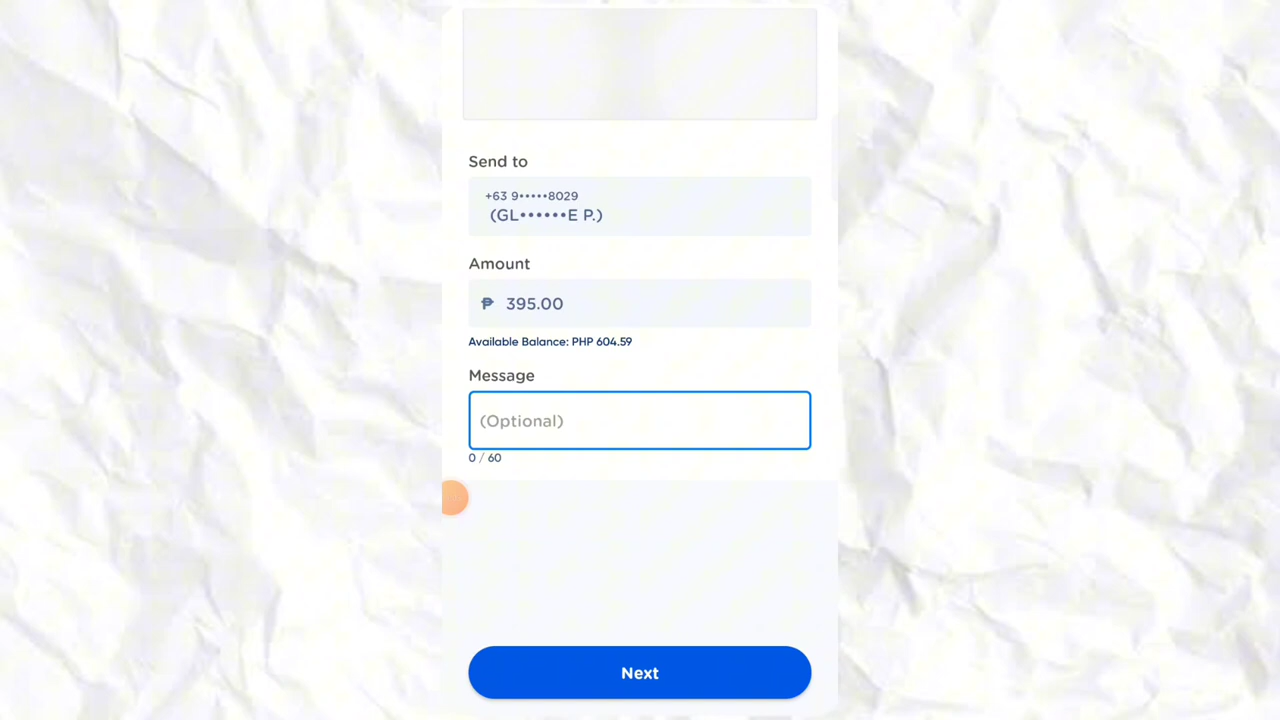 Send to
+63 9•••••8029
(GL••••••E P.)
Amount
₱ 395.00
Available Balance: PHP 604.59
Message
(Optional)
0 / 60
Next